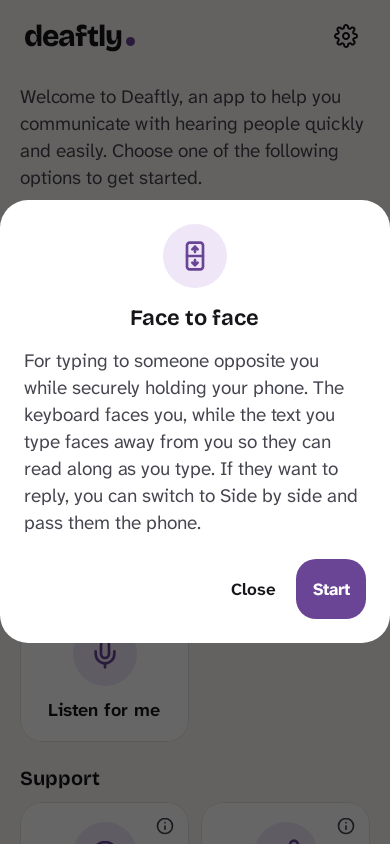 deaftly.
Welcome to Deaftly, an app to help you
communicate with hearing people quickly
and easily. Choose one of the following
options to get started.
Face to face
For typing to someone opposite you
while securely holding your phone. The
keyboard faces you, while the text you
type faces away from you so they can
read along as you type. If they want to
reply, you can switch to Side by side and
pass them the phone.
Close Start
Listen for me
Support